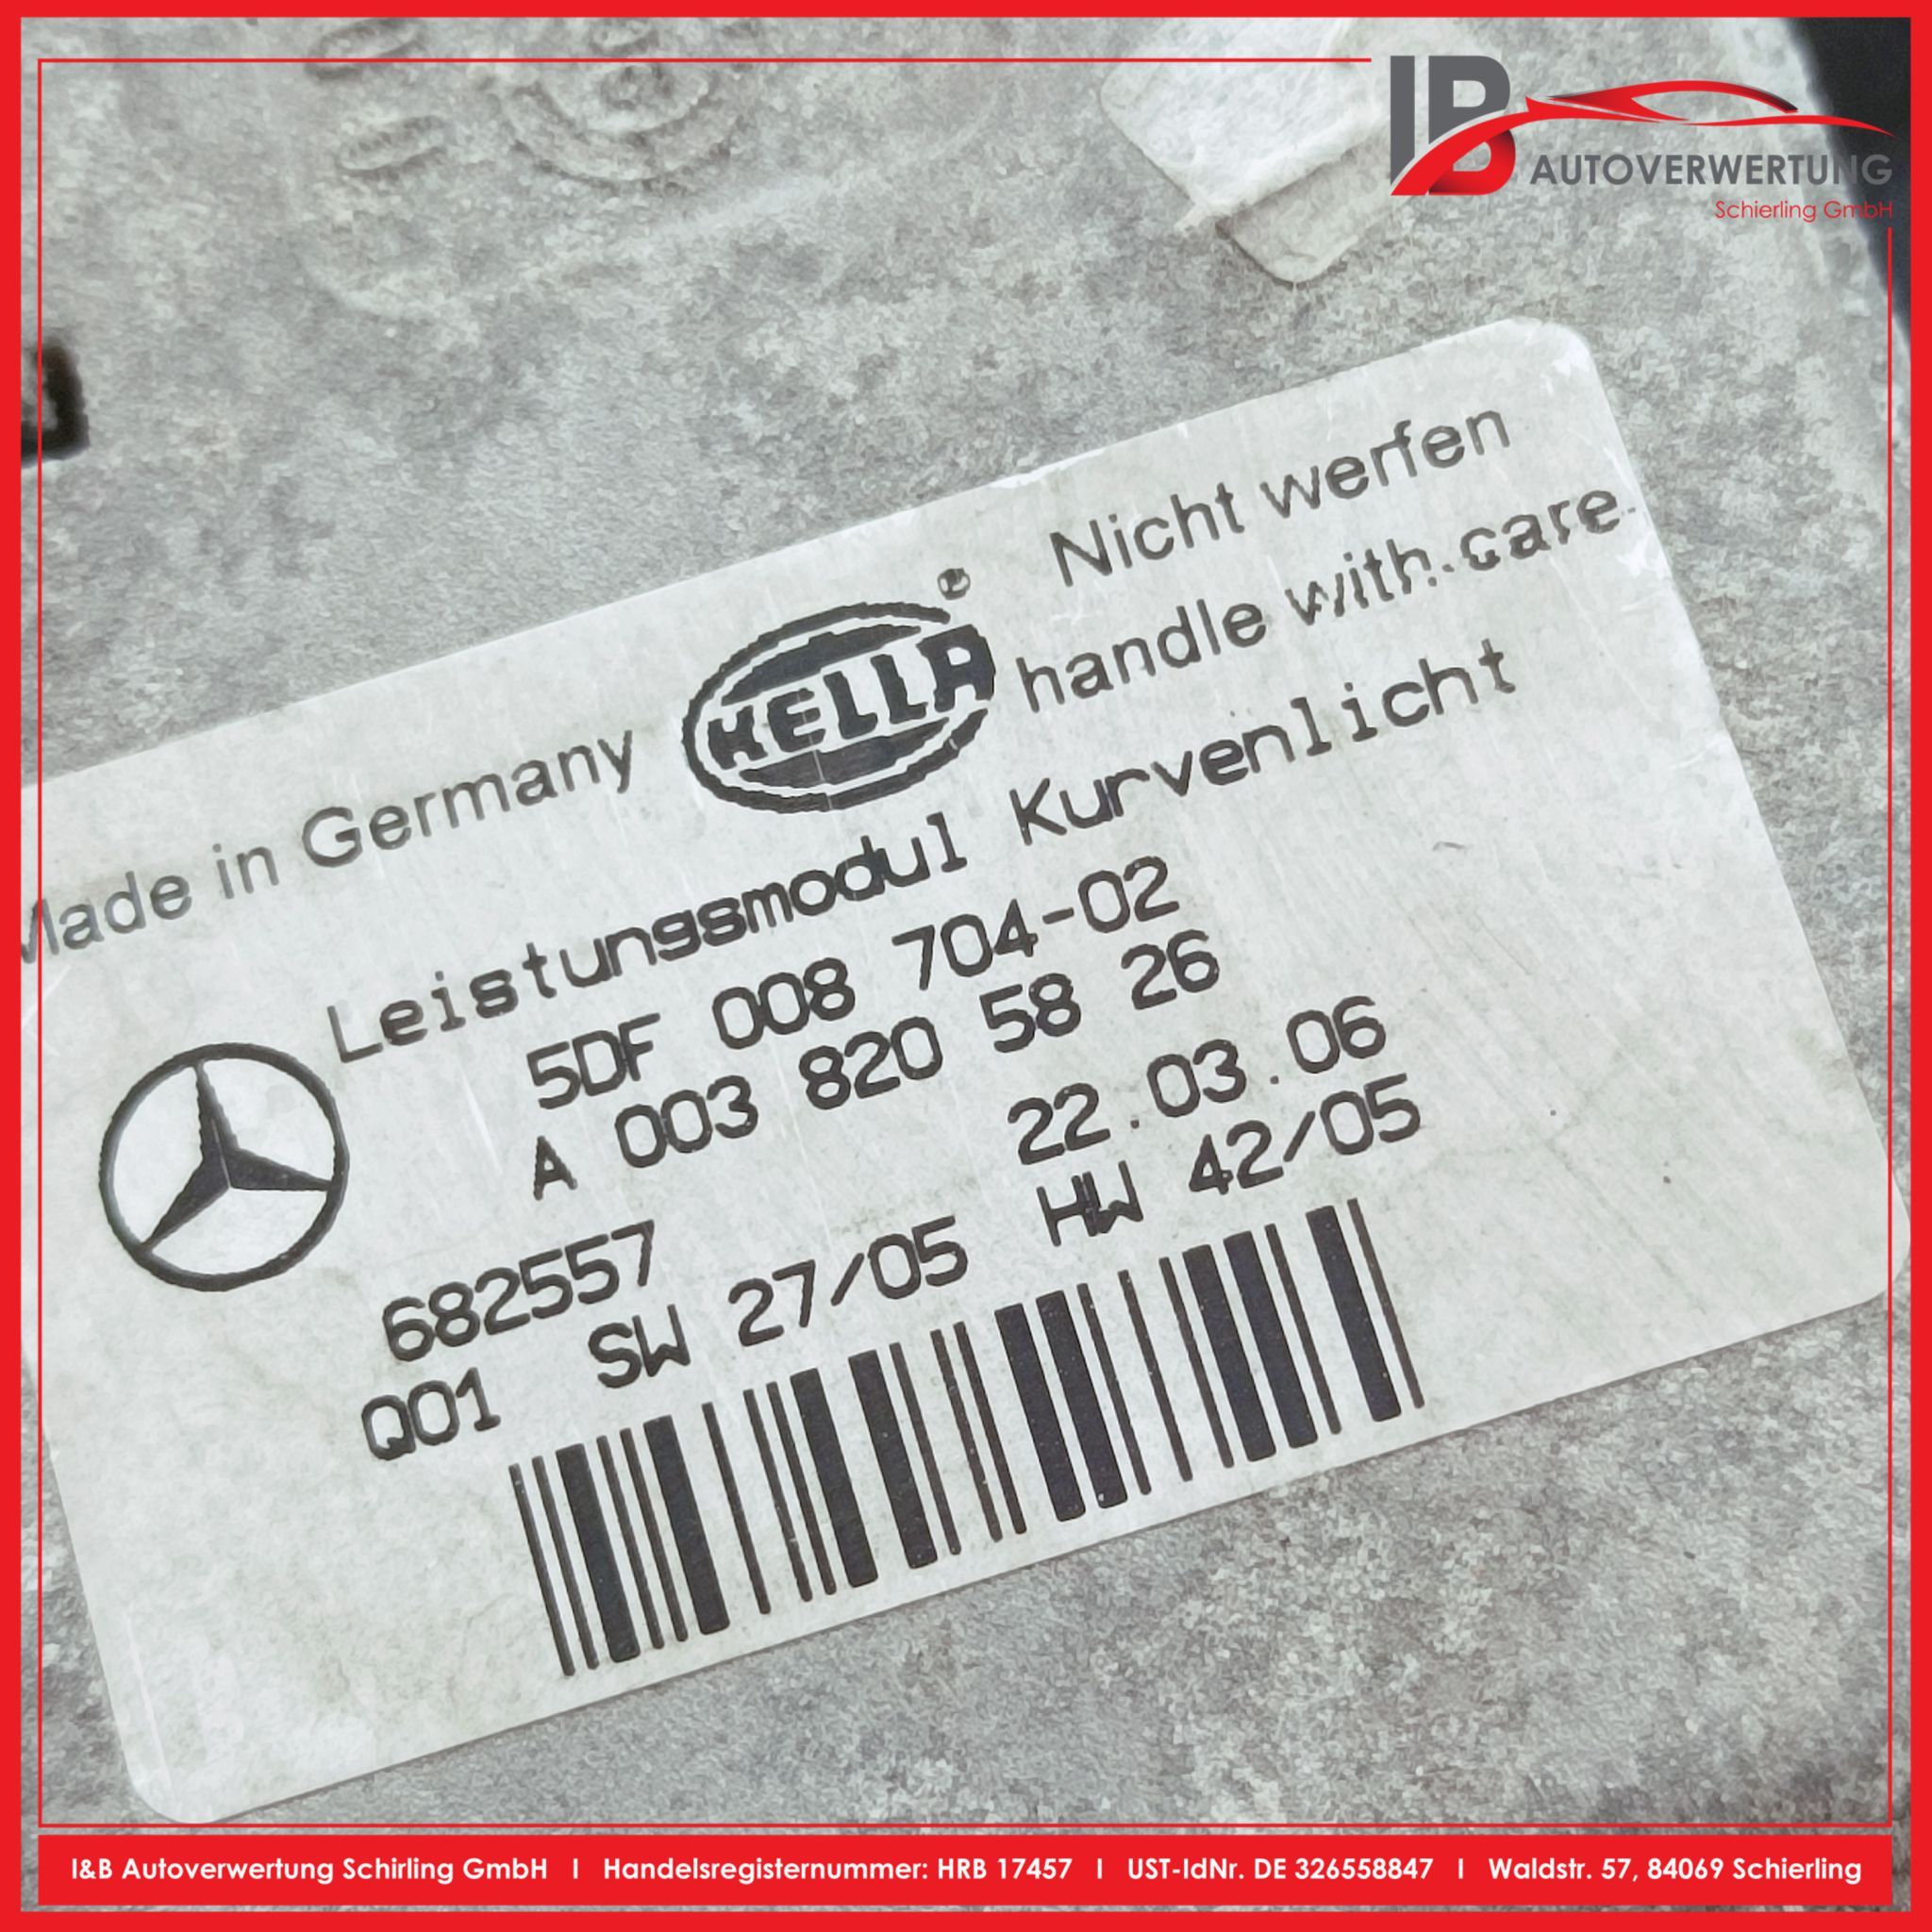 IB
AUTOVERWERTUNG
Schierling GmbH
Nicht werfen
handle with care
Made in Germany
HELLA®
Leistungsmodul Kurvenlicht
5DF 008 704-02
A 003 820 58 26
22.03.06
682557
Q01 SW 27/05 HW 42/05
I&B Autoverwertung Schirling GmbH I Handelsregisternummer: HRB 17457 I UST-IdNr. DE 326558847 I Waldstr. 57, 84069 Schierling